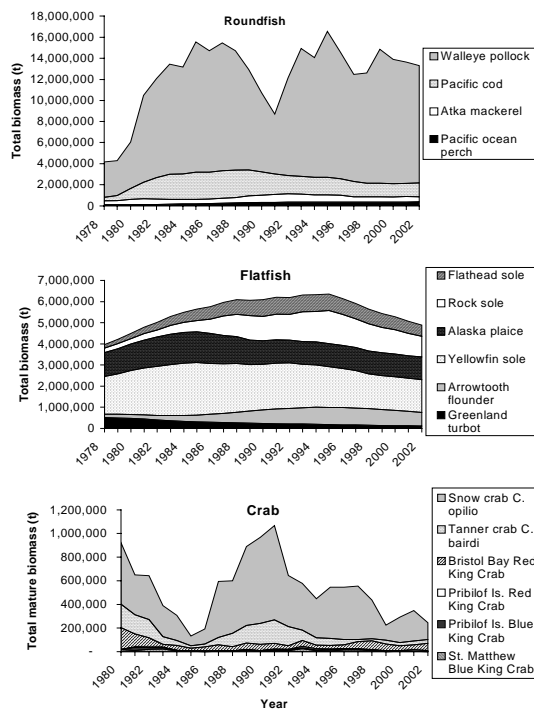 Roundfish
18,000,000
16,000,000
14,000,000
12,000,000
10,000,000
8,000,000
6,000,000
4,000,000
2,000,000
0
Total biomass (t)
1978
1980
1982
1984
1986
1988
1990
1992
1994
1996
1998
2000
2002
Walleye pollock
Pacific cod
Atka mackerel
Pacific ocean
perch
Flatfish
7,000,000
6,000,000
5,000,000
4,000,000
3,000,000
2,000,000
1,000,000
0
Total biomass (t)
1978
1980
1982
1984
1986
1988
1990
1992
1994
1996
1998
2000
2002
Flathead sole
Rock sole
Alaska plaice
Yellowfin sole
Arrowtooth
flounder
Greenland
turbot
Crab
1,200,000
1,000,000
800,000
600,000
400,000
200,000
-
Total mature biomass (t)
1980
1982
1984
1986
1988
1990
1992
1994
1996
1998
2000
2002
Year
Snow crab C.
opilio
Tanner crab C.
bairdi
Bristol Bay Red
King Crab
Pribilof Is. Red
King Crab
Pribilof Is. Blue
King Crab
St. Matthew
Blue King Crab